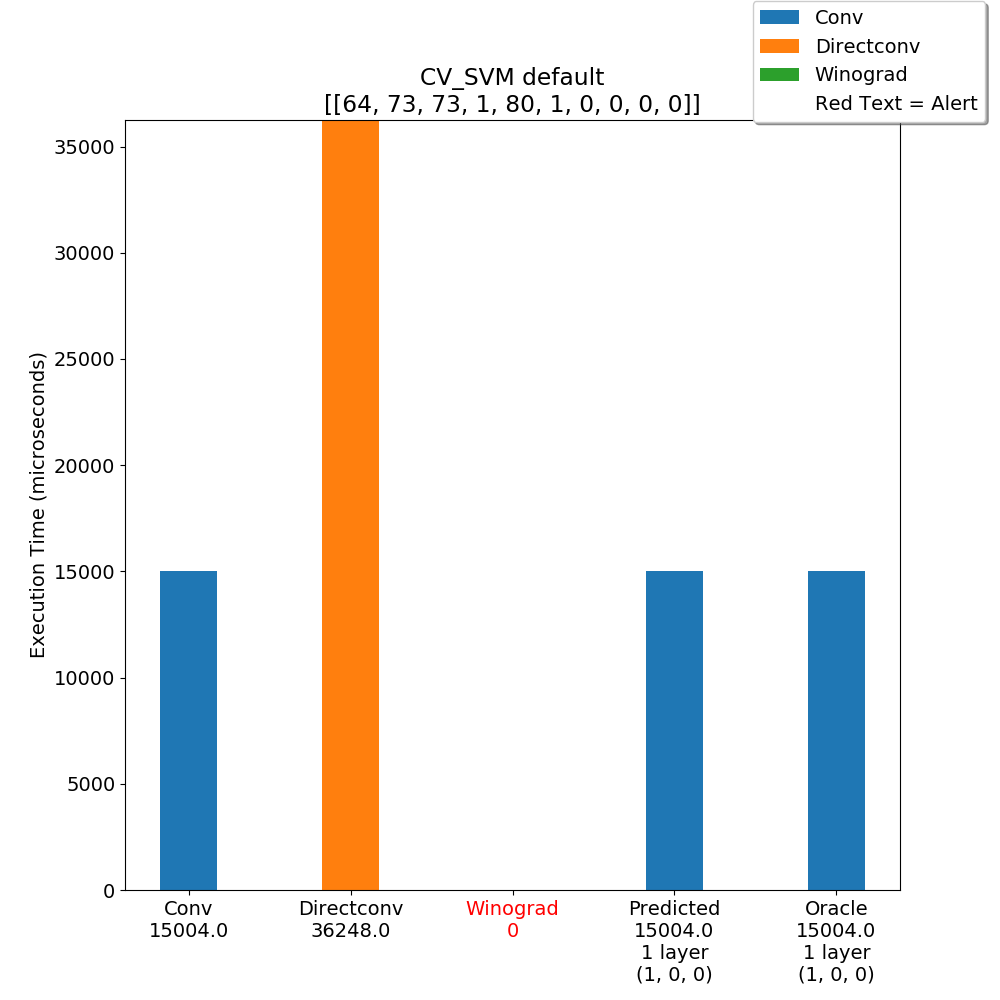 Conv
Directconv
Winograd
Red Text = Alert
CV_SVM default
[[64, 73, 73, 1, 80, 1, 0, 0, 0, 0]]
Execution Time (microseconds)
35000
30000
25000
20000
15000
10000
5000
0
Conv
15004.0
Directconv
36248.0
Winograd
0
Predicted
15004.0
1 layer
(1, 0, 0)
Oracle
15004.0
1 layer
(1, 0, 0)